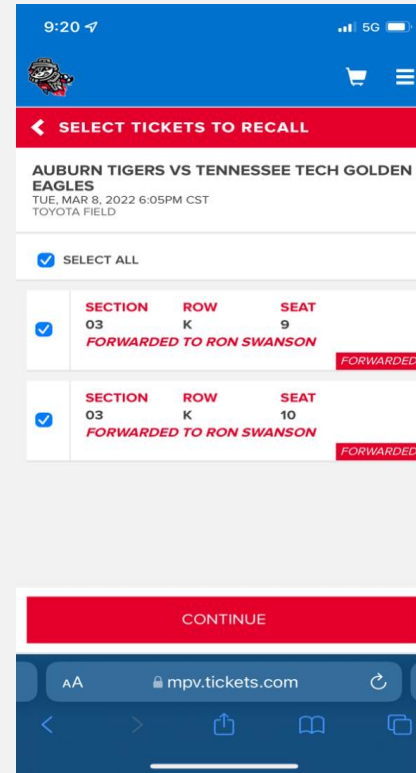 9:20
5G
SELECT TICKETS TO RECALL
AUBURN TIGERS VS TENNESSEE TECH GOLDEN
EAGLES
TUE, MAR 8, 2022 6:05PM CST
TOYOTA FIELD
SELECT ALL
SECTION ROW SEAT
03 K 9
FORWARDED TO RON SWANSON
FORWARDED
SECTION ROW SEAT
03 K 10
FORWARDED TO RON SWANSON
FORWARDED
CONTINUE
AA mpv.tickets.com